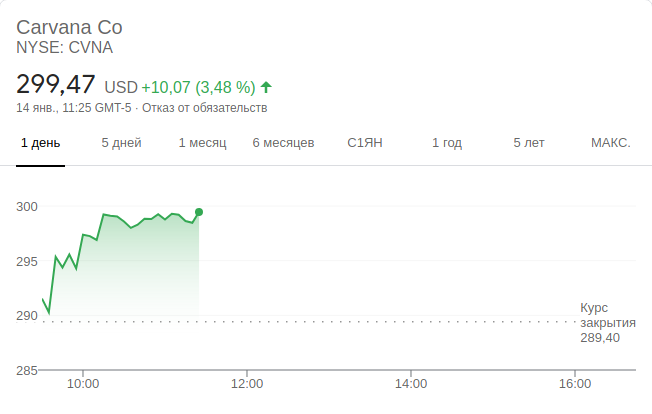 Carvana Co
NYSE: CVNA
299,47 USD +10,07 (3,48 %)
14 янв., 11:25 GMT-5 · Отказ от обязательств
1 день 5 дней 1 месяц 6 месяцев С1ЯН 1 год 5 лет МАКС.
300
295
290
285
Курс
закрытия
289,40
10:00 12:00 14:00 16:00